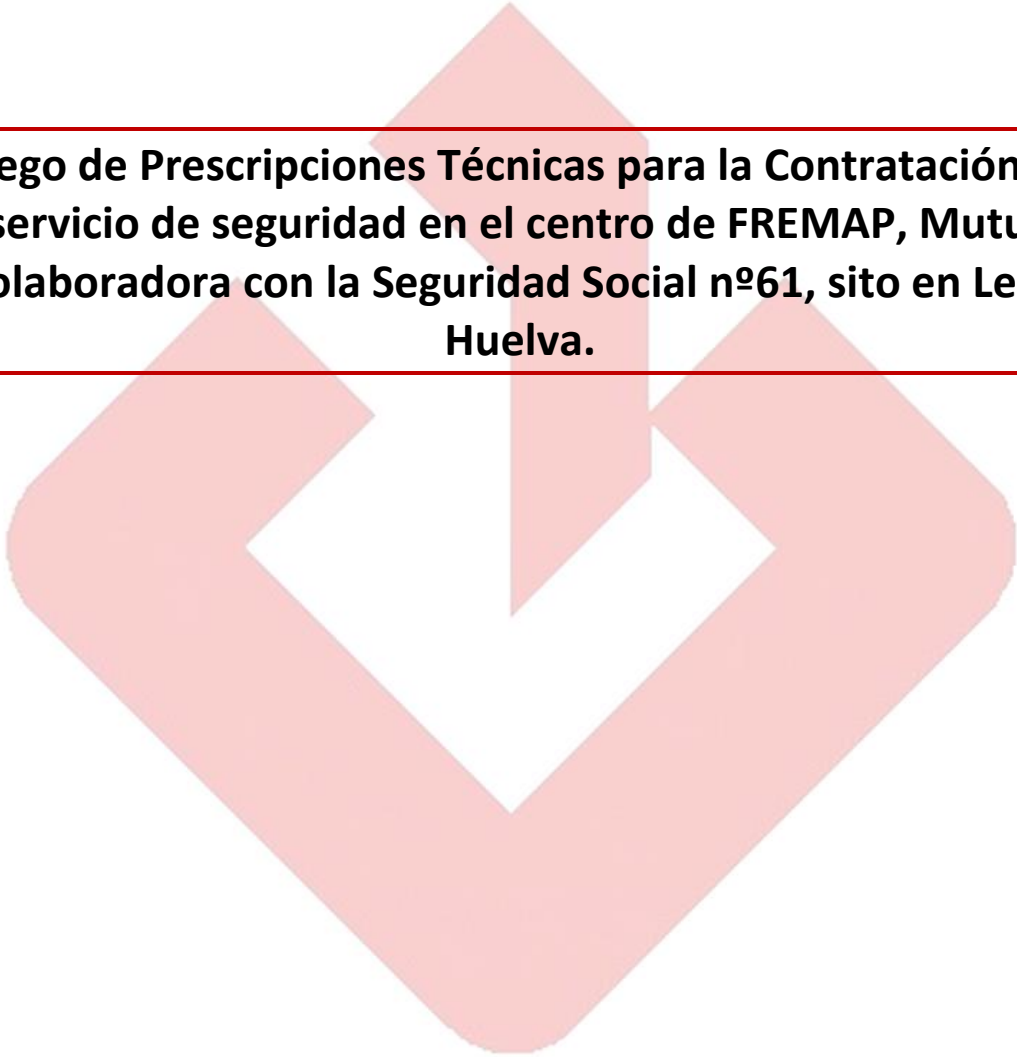 ego de Prescripciones Técnicas para la Contratación
servicio de seguridad en el centro de FREMAP, Mutu
olaboradora con la Seguridad Social nº61, sito en Le
Huelva.